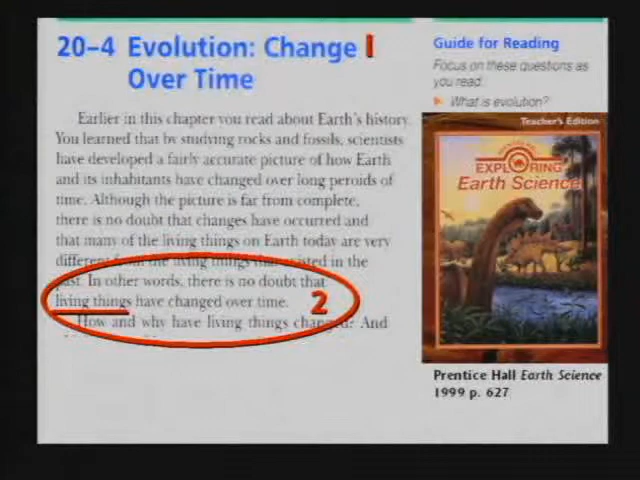 20–4 Evolution: Change 1
Over Time
Earlier in this chapter you read about Earth's history.
You learned that by studying rocks and fossils, scientists
have developed a fairly accurate picture of how Earth
and its inhabitants have changed over long peroids of
time. Although the picture is far from complete,
there is no doubt that changes have occurred and
that many of the living things on Earth today are very
different from the living things that existed in the
past. In other words, there is no doubt that
living things have changed over time.
2
How and why have living things changed? And
Guide for Reading
Focus on these questions as
you read.
What is evolution?
Teacher's Edition
EXPLORING
Earth Science
Prentice Hall Earth Science
1999 p. 627